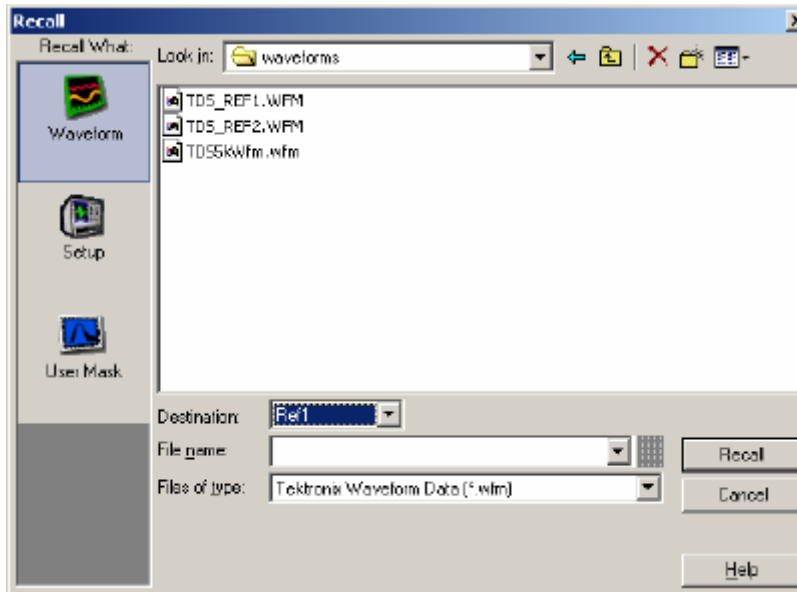 Recall
Recall What:
Look in: waveforms
TDS_REF1.WFM
TDS_REF2.WFM
TDS5kWfm.wfm
Waveform
Setup
User Mask
Destination: Ref1
File name:
Recall
Files of type: Tektronix Waveform Data (*.wfm)
Cancel
Help